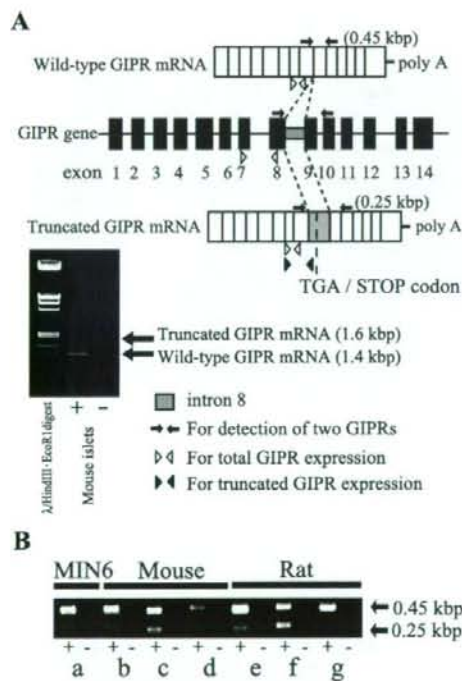 A
(0.45 kbp)
Wild-type GIPR mRNA
poly A
GIPR gene
exon 1 2 3 4 5 6 7 8 9 10 11 12 13 14
(0.25 kbp)
Truncated GIPR mRNA
poly A
TGA / STOP codon
Truncated GIPR mRNA (1.6 kbp)
Wild-type GIPR mRNA (1.4 kbp)
+ -
λ/HindIII·EcoR1digest
Mouse islets
intron 8
For detection of two GIPRs
For total GIPR expression
For truncated GIPR expression
B
MIN6 Mouse Rat
0.45 kbp
0.25 kbp
+ - + - + - + - + - + - + -
a b c d e f g